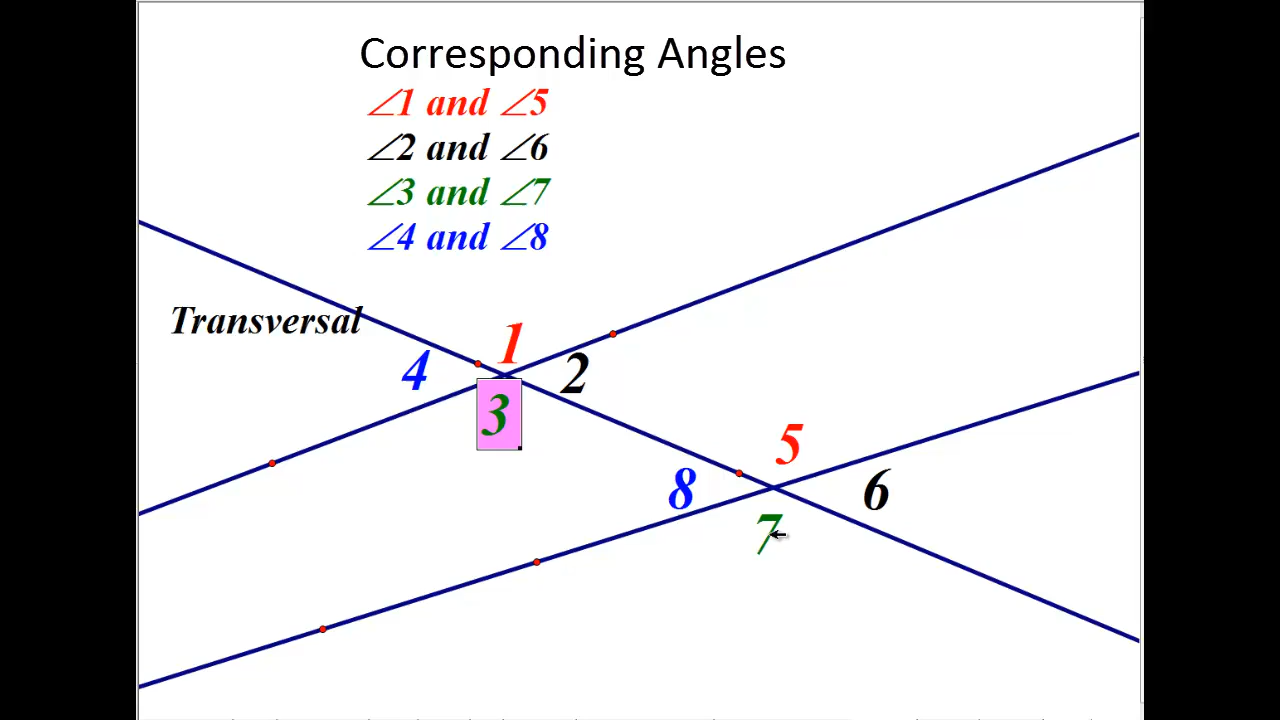 Corresponding Angles
∠1 and ∠5
∠2 and ∠6
∠3 and ∠7
∠4 and ∠8
Transversal
1
4
2
3
5
8
6
7